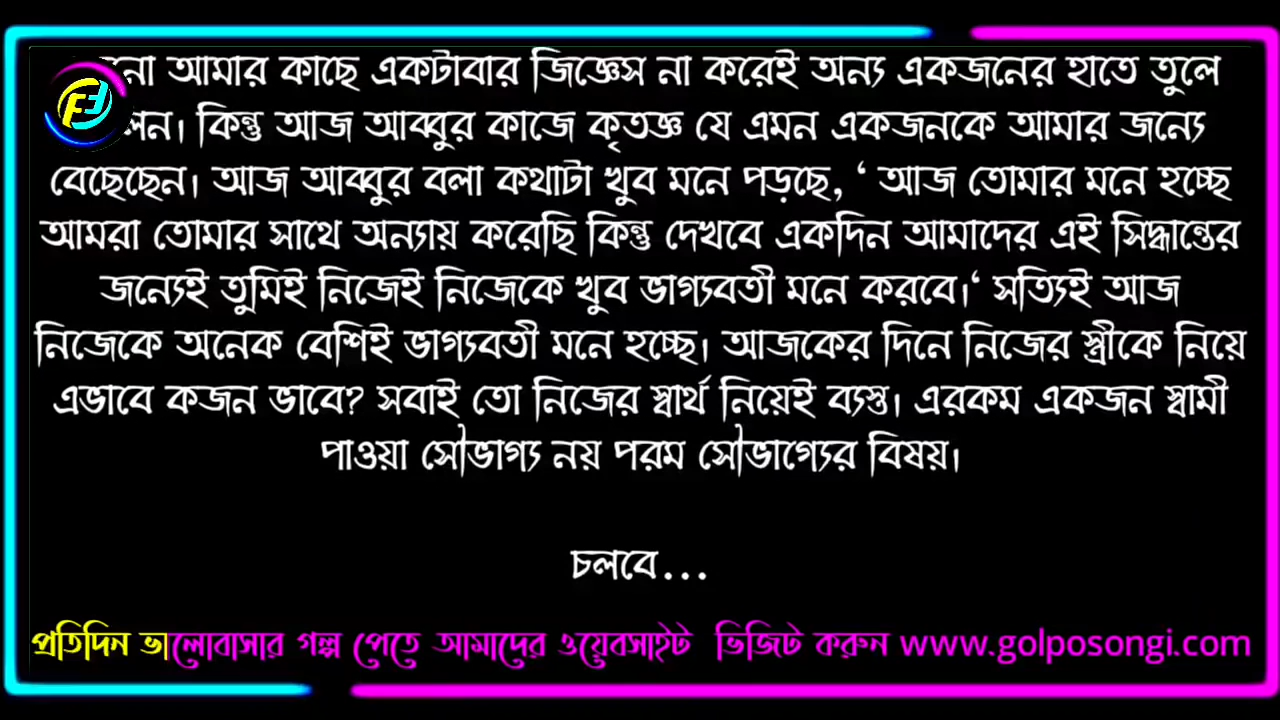 আমার কাছে একটাবার জিজ্ঞেস না করেই অন্য একজনের হাতে তুলে
কিন্তু আজ আব্বুর কাজে কৃতজ্ঞ যে এমন একজনকে আমার জন্যে
বেছেছেন। আজ আব্বুর বলা কথাটা খুব মনে পড়ছে, ‘ আজ তোমার মনে হচ্ছে
আমরা তোমার সাথে অন্যায় করেছি কিন্তু দেখবে একদিন আমাদের এই সিদ্ধান্তের
জন্যেই তুমিই নিজেই নিজেকে খুব ভাগ্যবতী মনে করবে।‘ সত্যিই আজ
নিজেকে অনেক বেশিই ভাগ্যবতী মনে হচ্ছে। আজকের দিনে নিজের স্ত্রীকে নিয়ে
এভাবে কজন ভাবে? সবাই তো নিজের স্বার্থ নিয়েই ব্যস্ত। এরকম একজন স্বামী
পাওয়া সৌভাগ্য নয় পরম সৌভাগ্যের বিষয়।
চলবে...
প্রতিদিন ভালোবাসার গল্প পেতে আমাদের ওয়েবসাইট ভিজিট করুন www.golposongi.com